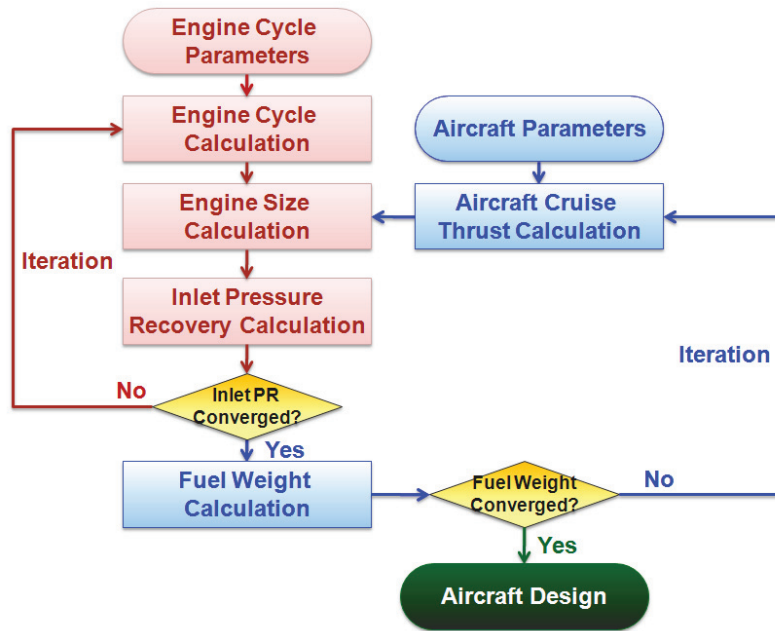 Engine Cycle
Parameters
Engine Cycle
Calculation
Aircraft Parameters
Engine Size
Calculation
Aircraft Cruise
Thrust Calculation
Iteration
Inlet Pressure
Recovery Calculation
Iteration
No
Inlet PR
Converged?
Yes
Fuel Weight
Calculation
Fuel Weight
Converged?
No
Yes
Aircraft Design